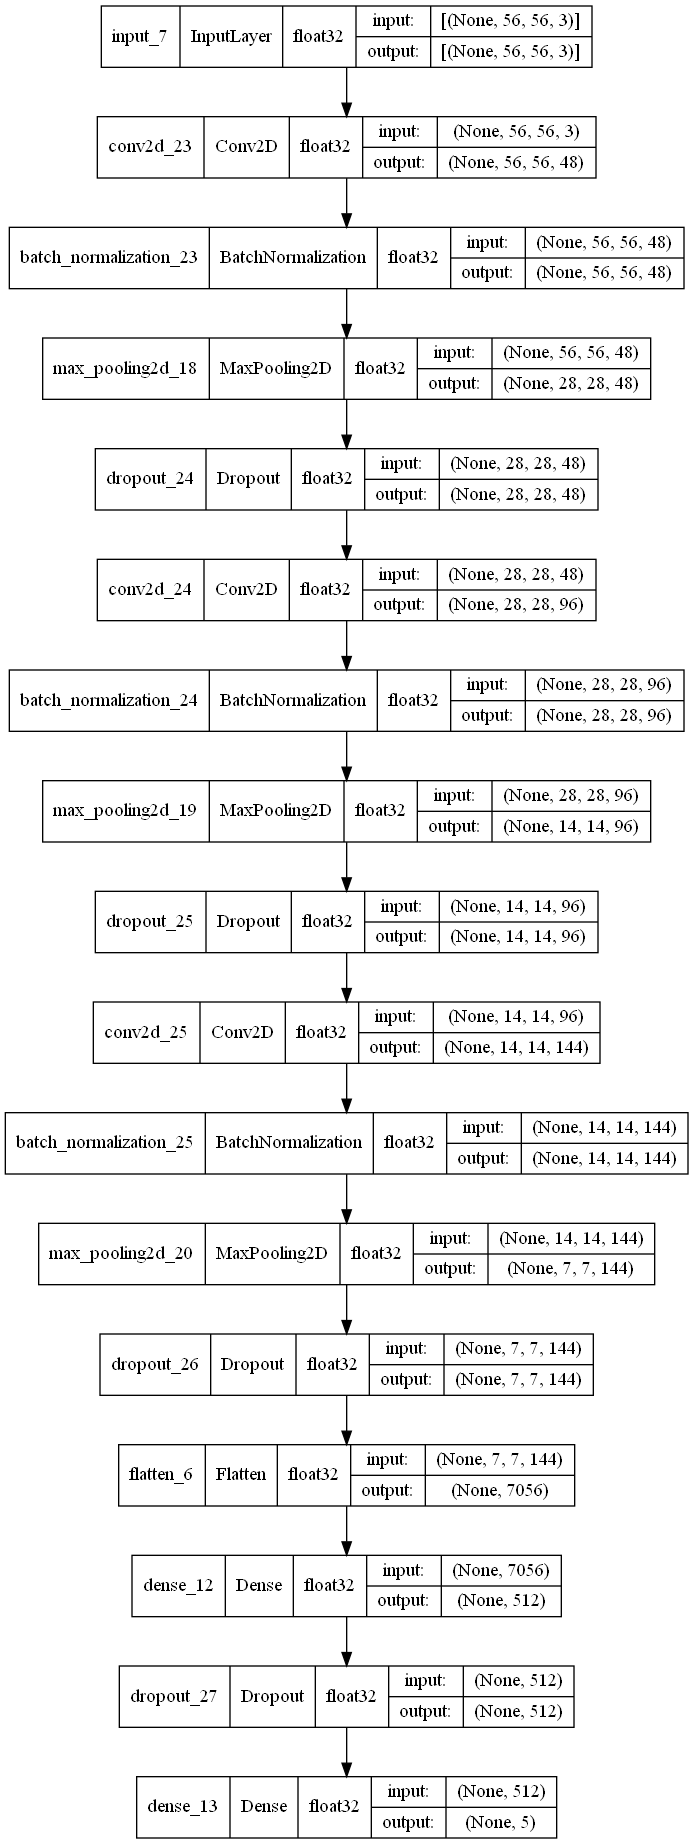 input_7 InputLayer float32 input: [(None, 56, 56, 3)]
output: [(None, 56, 56, 3)]
conv2d_23 Conv2D float32 input: (None, 56, 56, 3)
output: (None, 56, 56, 48)
batch_normalization_23 BatchNormalization float32 input: (None, 56, 56, 48)
output: (None, 56, 56, 48)
max_pooling2d_18 MaxPooling2D float32 input: (None, 56, 56, 48)
output: (None, 28, 28, 48)
dropout_24 Dropout float32 input: (None, 28, 28, 48)
output: (None, 28, 28, 48)
conv2d_24 Conv2D float32 input: (None, 28, 28, 48)
output: (None, 28, 28, 96)
batch_normalization_24 BatchNormalization float32 input: (None, 28, 28, 96)
output: (None, 28, 28, 96)
max_pooling2d_19 MaxPooling2D float32 input: (None, 28, 28, 96)
output: (None, 14, 14, 96)
dropout_25 Dropout float32 input: (None, 14, 14, 96)
output: (None, 14, 14, 96)
conv2d_25 Conv2D float32 input: (None, 14, 14, 96)
output: (None, 14, 14, 144)
batch_normalization_25 BatchNormalization float32 input: (None, 14, 14, 144)
output: (None, 14, 14, 144)
max_pooling2d_20 MaxPooling2D float32 input: (None, 14, 14, 144)
output: (None, 7, 7, 144)
dropout_26 Dropout float32 input: (None, 7, 7, 144)
output: (None, 7, 7, 144)
flatten_6 Flatten float32 input: (None, 7, 7, 144)
output: (None, 7056)
dense_12 Dense float32 input: (None, 7056)
output: (None, 512)
dropout_27 Dropout float32 input: (None, 512)
output: (None, 512)
dense_13 Dense float32 input: (None, 512)
output: (None, 5)